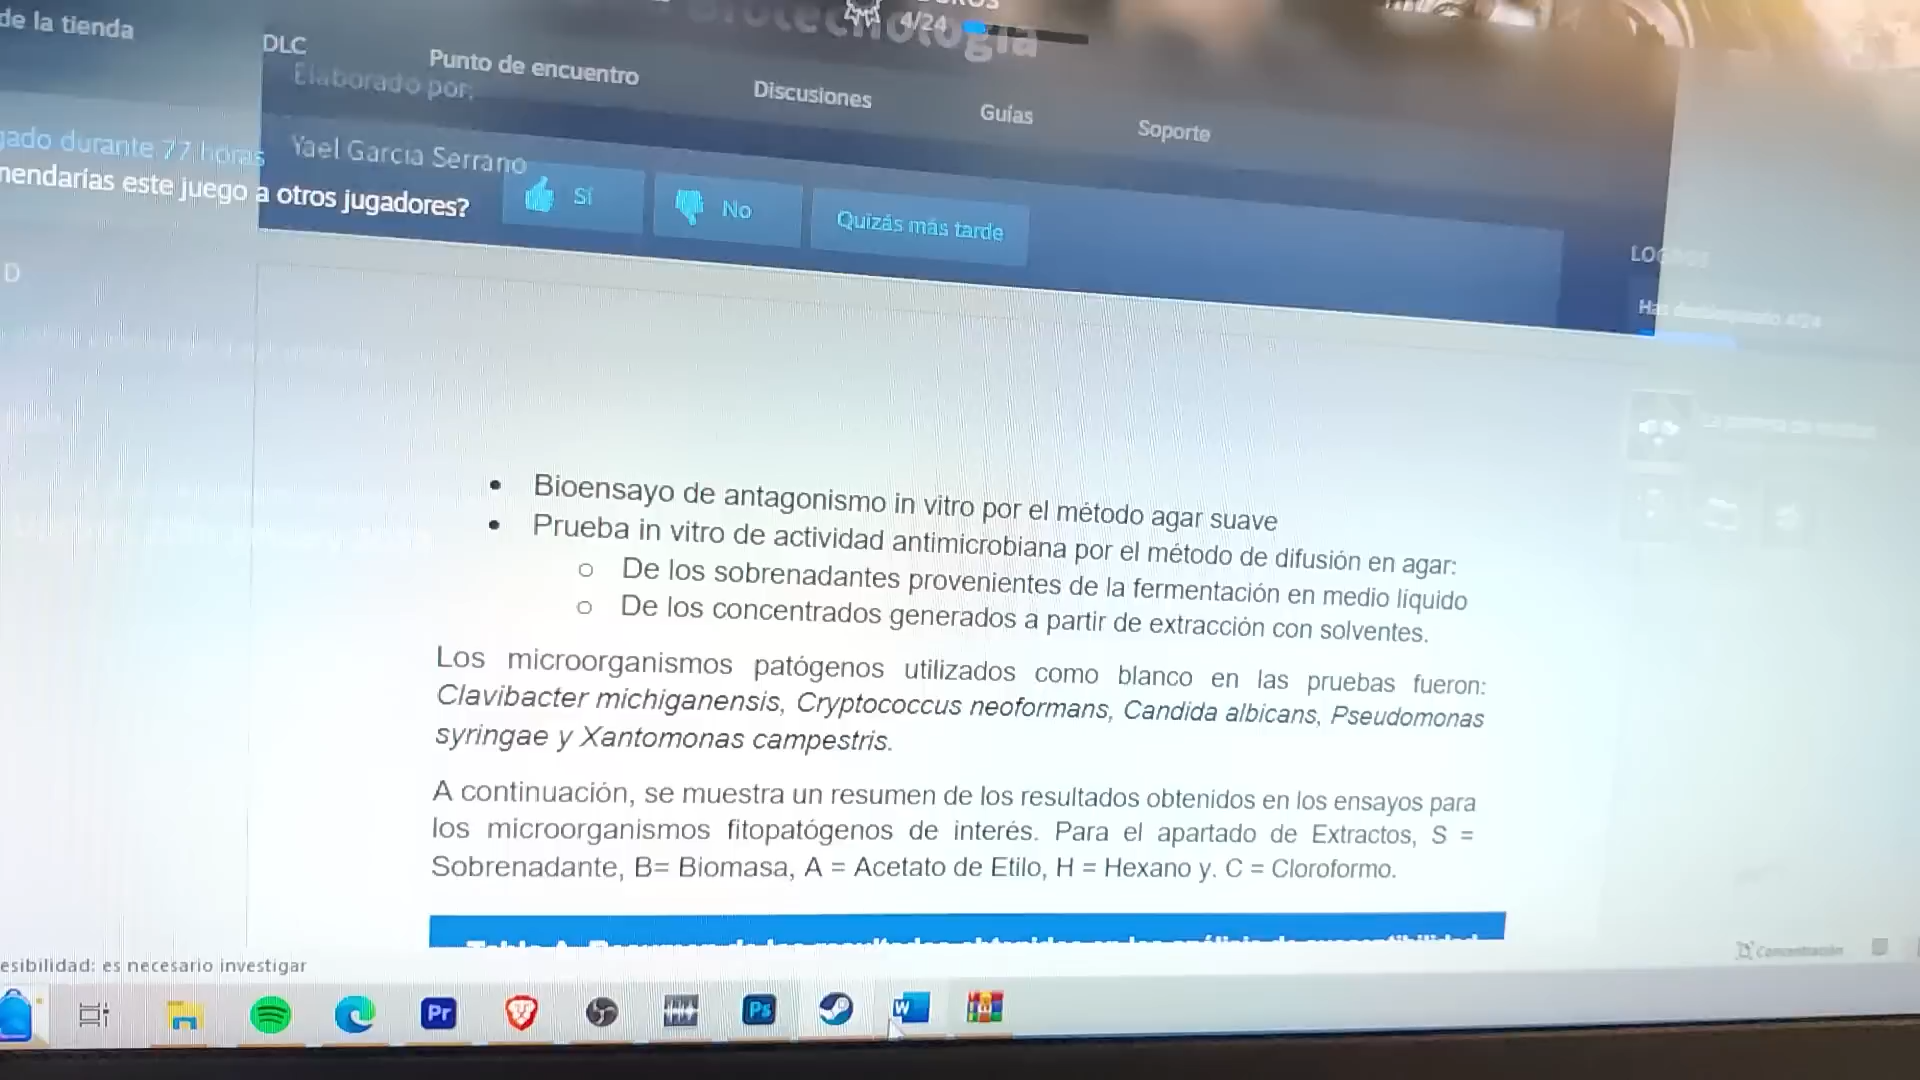 de la tienda
DLC
Punto de encuentro
Discusiones
Guías
Soporte
4/24
Biotecnología
Elaborado por:
Yael García Serrano
gado durante 77 horas
mendarías este juego a otros jugadores?
Sí
No
Quizás más tarde
LOGROS
D
• Bioensayo de antagonismo in vitro por el método agar suave
• Prueba in vitro de actividad antimicrobiana por el método de difusión en agar:
o De los sobrenadantes provenientes de la fermentación en medio líquido
o De los concentrados generados a partir de extracción con solventes.
Los microorganismos patógenos utilizados como blanco en las pruebas fueron:
Clavibacter michiganensis, Cryptococcus neoformans, Candida albicans, Pseudomonas
syringae y Xantomonas campestris.
A continuación, se muestra un resumen de los resultados obtenidos en los ensayos para
los microorganismos fitopatógenos de interés. Para el apartado de Extractos, S =
Sobrenadante, B= Biomasa, A = Acetato de Etilo, H = Hexano y. C = Cloroformo.
esibilidad: es necesario investigar
Concentración
Pr
Ps
W